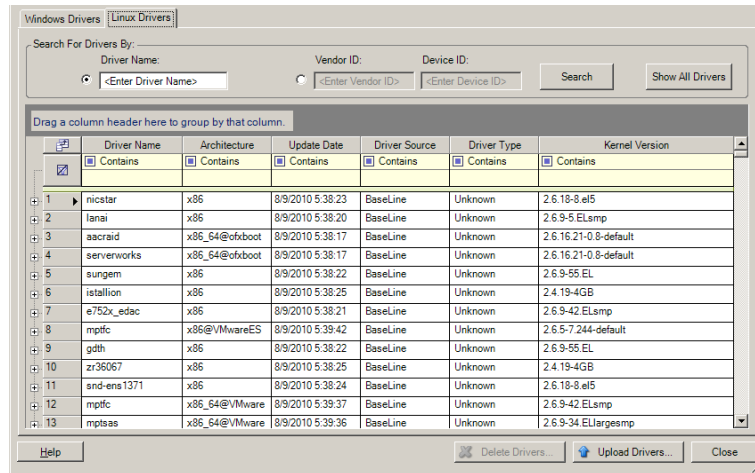 Windows Drivers Linux Drivers
Search For Drivers By:
Driver Name: Vendor ID: Device ID:
<Enter Driver Name> <Enter Vendor ID> <Enter Device ID> Search Show All Drivers
Drag a column header here to group by that column.
Driver Name Architecture Update Date Driver Source Driver Type Kernel Version
Contains Contains Contains Contains Contains Contains
1 nicstar x86 8/9/2010 5:38:23 BaseLine Unknown 2.6.18-8.el5
2 lanai x86 8/9/2010 5:38:20 BaseLine Unknown 2.6.9-5.ELsmp
3 aacraid x86_64@ofxboot 8/9/2010 5:38:17 BaseLine Unknown 2.6.16.21-0.8-default
4 serverworks x86_64@ofxboot 8/9/2010 5:38:17 BaseLine Unknown 2.6.16.21-0.8-default
5 sungem x86 8/9/2010 5:38:22 BaseLine Unknown 2.6.9-55.EL
6 istallion x86 8/9/2010 5:38:25 BaseLine Unknown 2.4.19-4GB
7 e752x_edac x86 8/9/2010 5:38:21 BaseLine Unknown 2.6.9-42.ELsmp
8 mptfc x86@VMwareES 8/9/2010 5:39:42 BaseLine Unknown 2.6.5-7.244-default
9 gdth x86 8/9/2010 5:38:22 BaseLine Unknown 2.6.9-55.EL
10 zr36067 x86 8/9/2010 5:38:25 BaseLine Unknown 2.4.19-4GB
11 snd-ens1371 x86 8/9/2010 5:38:24 BaseLine Unknown 2.6.18-8.el5
12 mptfc x86_64@VMware 8/9/2010 5:39:37 BaseLine Unknown 2.6.9-42.ELsmp
13 mptsas x86_64@VMware 8/9/2010 5:39:36 BaseLine Unknown 2.6.9-34.ELlargesmp
Help Delete Drivers... Upload Drivers... Close